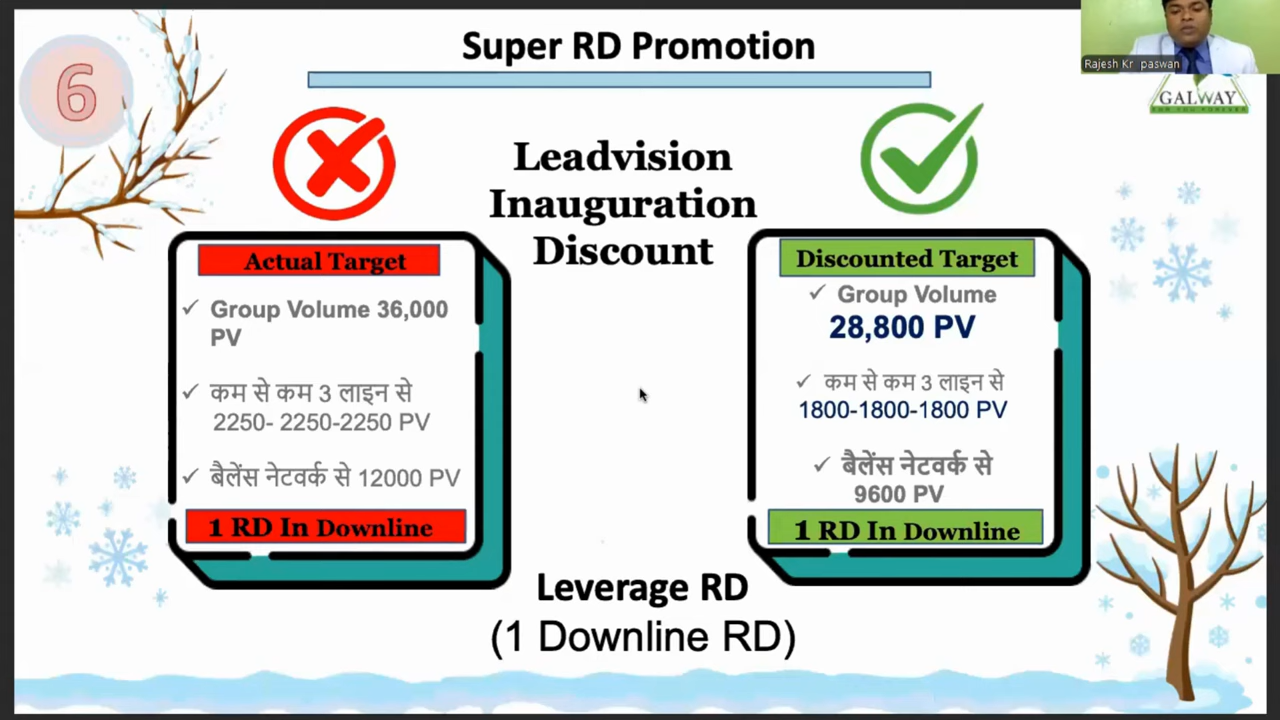 Super RD Promotion
6
Rajesh Kr paswan
GALWAY
FOR YOU FOREVER
Leadvision
Inauguration
Discount
Actual Target
✓ Group Volume 36,000
PV
✓ कम से कम 3 लाइन से
2250- 2250-2250 PV
✓ बैलेंस नेटवर्क से 12000 PV
1 RD In Downline
Discounted Target
✓ Group Volume
28,800 PV
✓ कम से कम 3 लाइन से
1800-1800-1800 PV
✓ बैलेंस नेटवर्क से
9600 PV
1 RD In Downline
Leverage RD
(1 Downline RD)